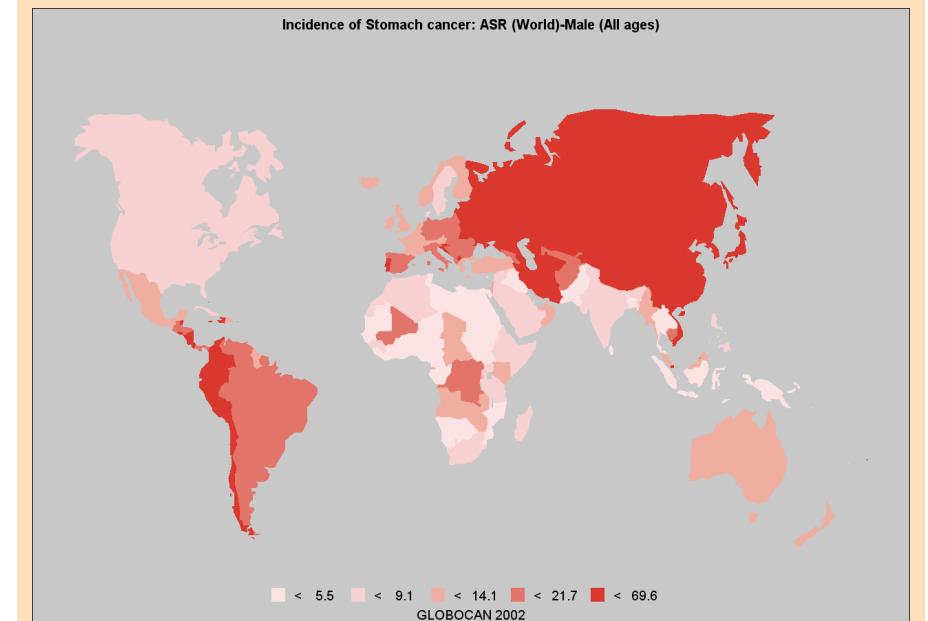 Incidence of Stomach cancer: ASR (World)-Male (All ages)
< 5.5 < 9.1 < 14.1 < 21.7 < 69.6
GLOBOCAN 2002